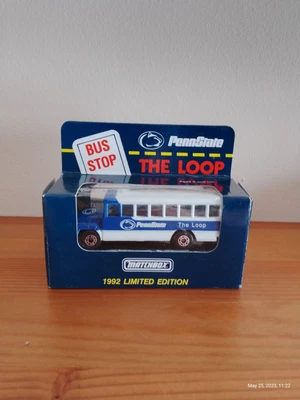 BUS
STOP
PennState
THE LOOP
PennState
The Loop
MATCHBOX
1992 LIMITED EDITION
May 25, 2023, 11:22